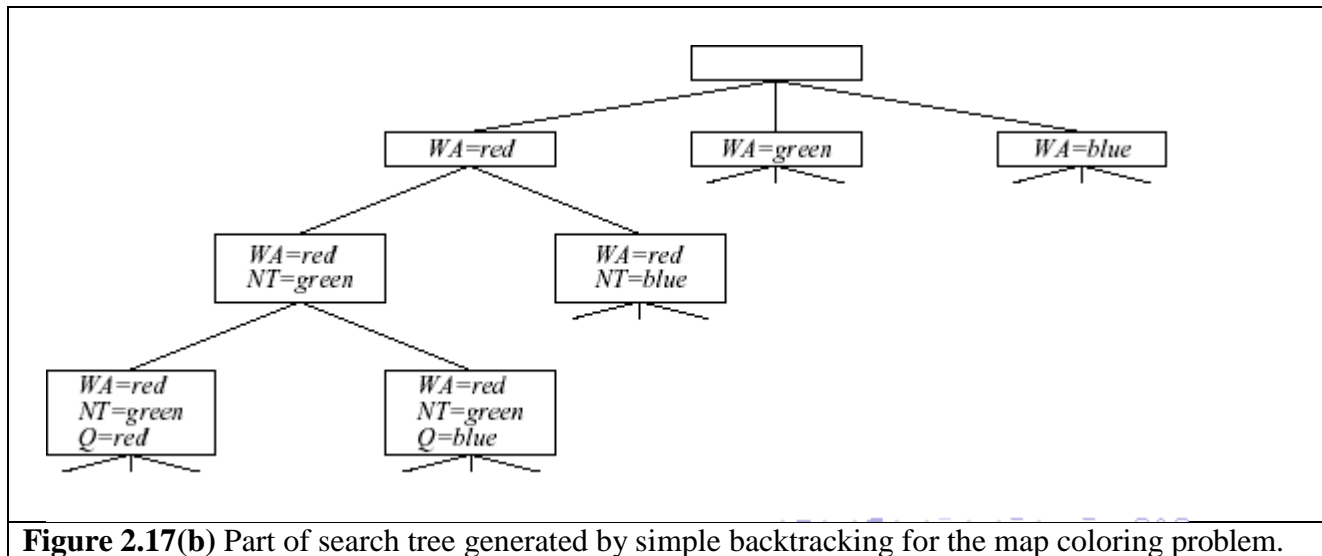 WA=red
WA=green
WA=blue
WA=red
NT=green
WA=red
NT=blue
WA=red
NT=green
Q=red
WA=red
NT=green
Q=blue
Figure 2.17(b) Part of search tree generated by simple backtracking for the map coloring problem.